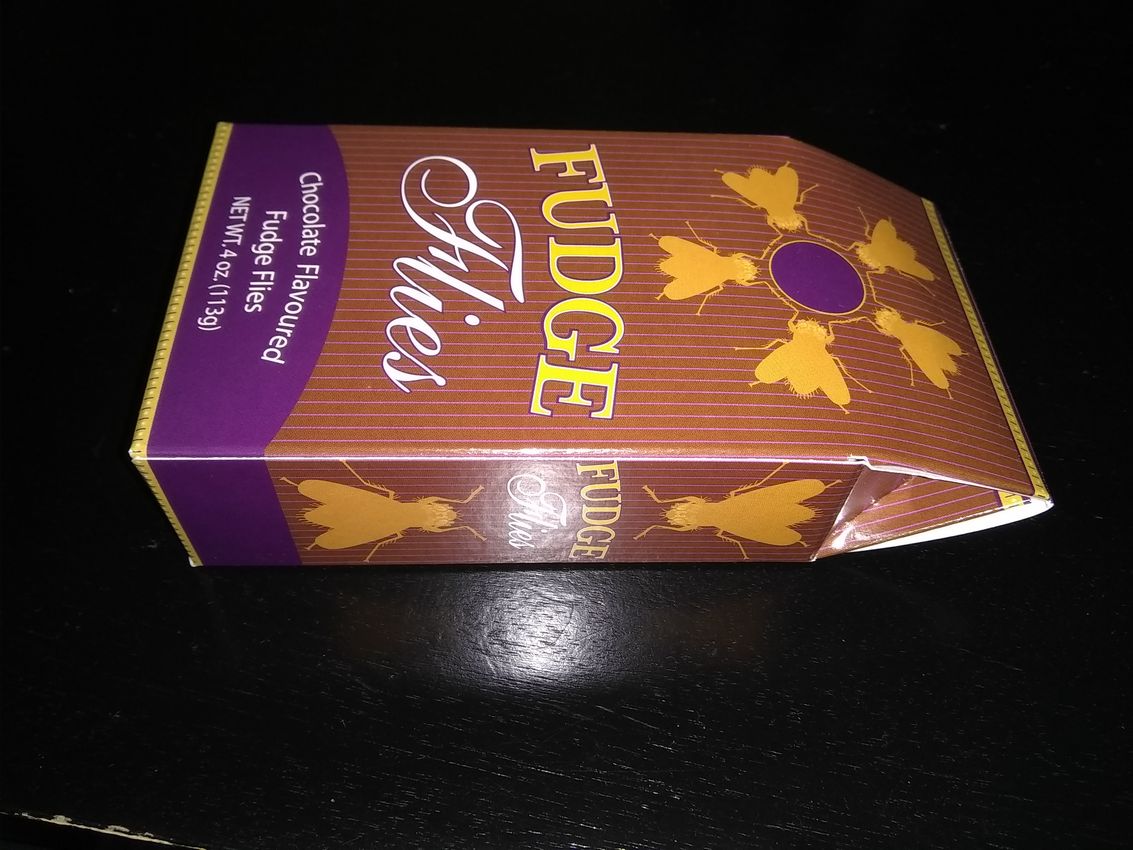 FUDGE
Flies
Chocolate Flavoured
Fudge Flies
NET WT. 4 oz. (113g)
FUDGE
Flies